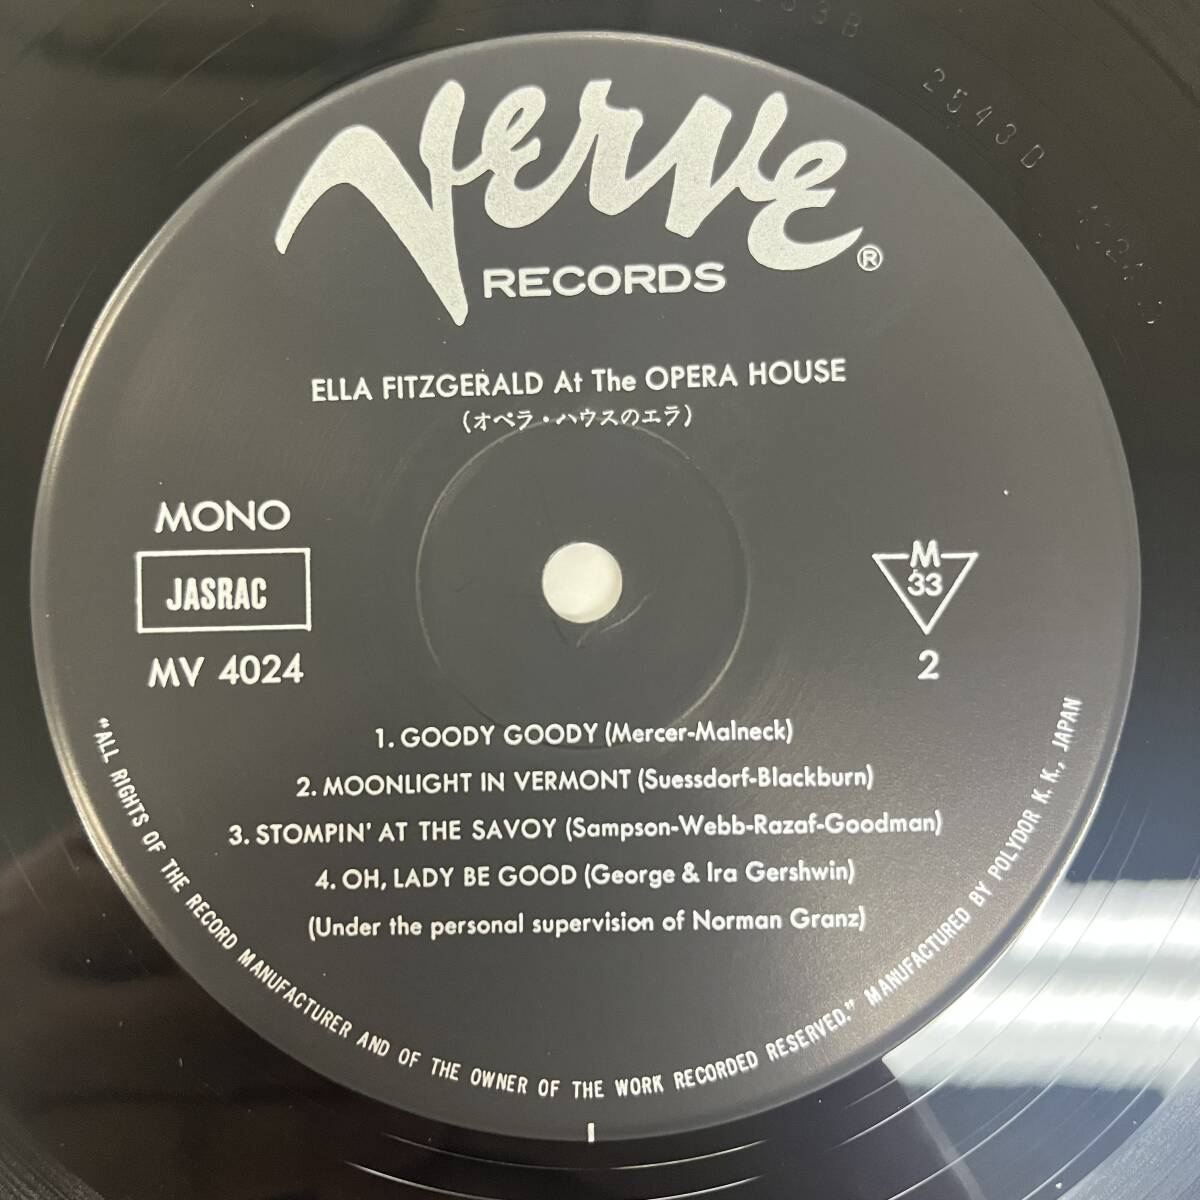 Verve
RECORDS ®
ELLA FITZGERALD At The OPERA HOUSE
(オペラ・ハウスのエラ)
MONO
JASRAC
MV 4024
M
33
2
1. GOODY GOODY (Mercer-Malneck)
2. MOONLIGHT IN VERMONT (Suessdorf-Blackburn)
3. STOMPIN' AT THE SAVOY (Sampson-Webb-Razaf-Goodman)
4. OH, LADY BE GOOD (George & Ira Gershwin)
(Under the personal supervision of Norman Granz)
"ALL RIGHTS OF THE RECORD MANUFACTURER AND OF THE OWNER OF THE WORK RECORDED RESERVED." MANUFACTURED BY POLYDOR K. K., JAPAN
2543D